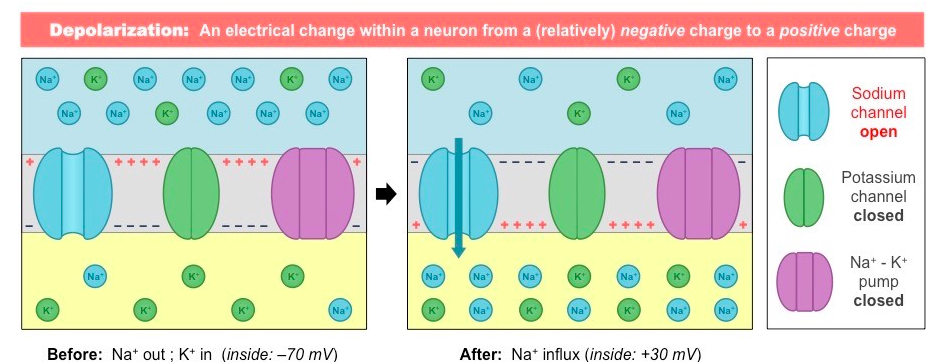 Depolarization: An electrical change within a neuron from a (relatively) negative charge to a positive charge
Na⁺ K⁺ Na⁺ Na⁺ Na⁺ K⁺ Na⁺
Na⁺ Na⁺ K⁺ Na⁺ Na⁺ Na⁺
+ + + + + + + + + +
– – – – – – – – – –
Na⁺ K⁺ K⁺
K⁺ K⁺ K⁺ Na⁺
Before: Na⁺ out ; K⁺ in (inside: –70 mV)
K⁺ Na⁺ K⁺ Na⁺
Na⁺ K⁺ Na⁺
– – – – – – – – – –
+ + + + + + + + + +
Na⁺ Na⁺ Na⁺ K⁺ Na⁺ K⁺ Na⁺
K⁺ Na⁺ K⁺ Na⁺ K⁺ Na⁺ Na⁺
After: Na⁺ influx (inside: +30 mV)
Sodium
channel
open
Potassium
channel
closed
Na⁺ - K⁺
pump
closed